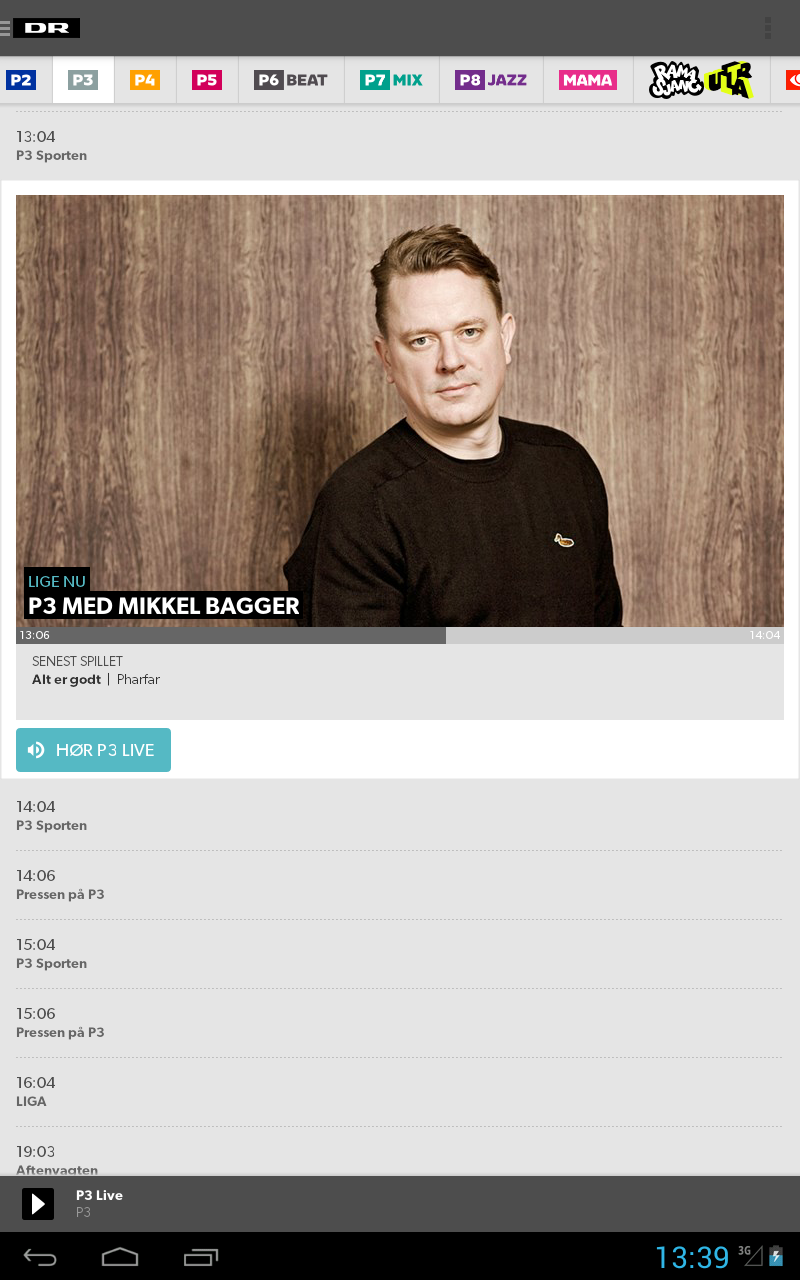 DR
P2
P3
P4
P5
P6 BEAT
P7 MIX
P8 JAZZ
MAMA
RAMASJANG
ULTRA
13:04
P3 Sporten
LIGE NU
P3 MED MIKKEL BAGGER
13:06
14:04
SENEST SPILLET
Alt er godt | Pharfar
HØR P3 LIVE
14:04
P3 Sporten
14:06
Pressen på P3
15:04
P3 Sporten
15:06
Pressen på P3
16:04
LIGA
19:03
Aftenvagten
P3 Live
P3
13:39
3G